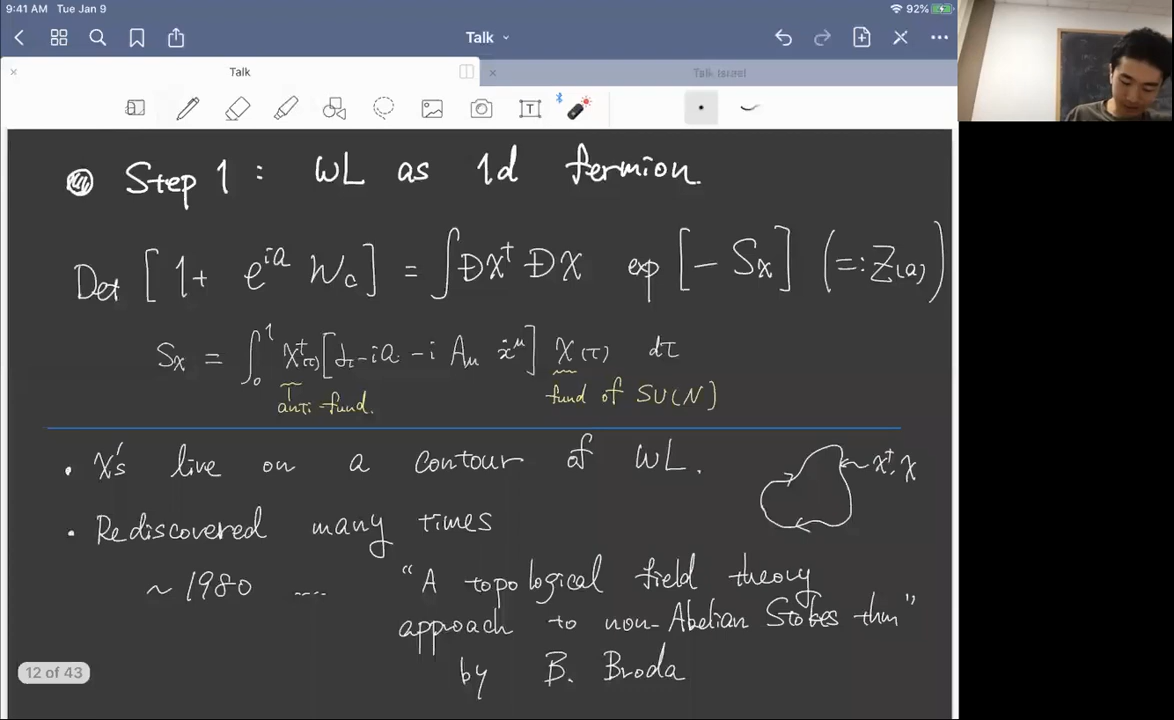 9:41 AM Tue Jan 9
92%
Talk
Talk
Talk Israel
Step 1 : WL as 1d fermion.
Det [ 1 + e^{ia} W_c ] = ∫ Dχ† Dχ exp [ - S_χ ] ( =: Z(a) )
S_χ = ∫_0^1 χ†(τ) [ ∂_τ - ia - i A_μ ẋ^μ ] χ(τ) dτ
anti-fund. fund of SU(N)
• χ's live on a contour of WL.
χ†, χ
• Rediscovered many times
~ 1980 .... "A topological field theory
approach to non-Abelian Stokes thm"
by B. Broda
12 of 43